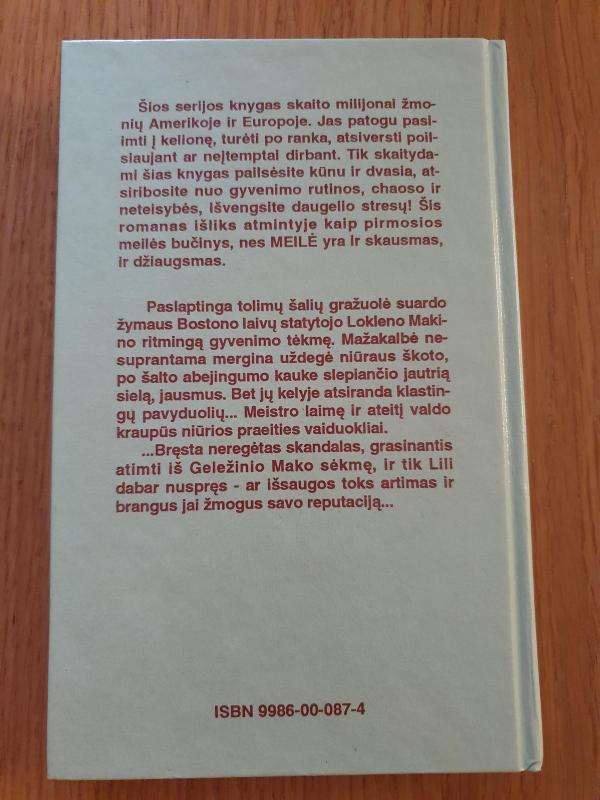 Šios serijos knygas skaito milijonai žmo-
nių Amerikoje ir Europoje. Jas patogu pasi-
imti į kelionę, turėti po ranka, atsiversti poil-
siaujant ar neįtemptai dirbant. Tik skaityda-
mi šias knygas pailsėsite kūnu ir dvasia, at-
siribosite nuo gyvenimo rutinos, chaoso ir
neteisybės, išvengsite daugelio stresų! Šis
romanas išliks atmintyje kaip pirmosios
meilės bučinys, nes MEILĖ yra ir skausmas,
ir džiaugsmas.
Paslaptinga tolimų šalių gražuolė suardo
žymaus Bostono laivų statytojo Lokleno Maki-
no ritmingą gyvenimo tėkmę. Mažakalbė ne-
suprantama mergina uždegė niūraus škoto,
po šalto abejingumo kauke slepiančio jautrią
sielą, jausmus. Bet jų kelyje atsiranda klastin-
gų pavyduolių... Meistro laimę ir ateitį valdo
kraupūs niūrios praeities vaiduokliai.
...Bręsta neregėtas skandalas, grasinantis
atimti iš Geležinio Mako sėkmę, ir tik Lili
dabar nuspręs - ar išsaugos toks artimas ir
brangus jai žmogus savo reputaciją...
ISBN 9986-00-087-4